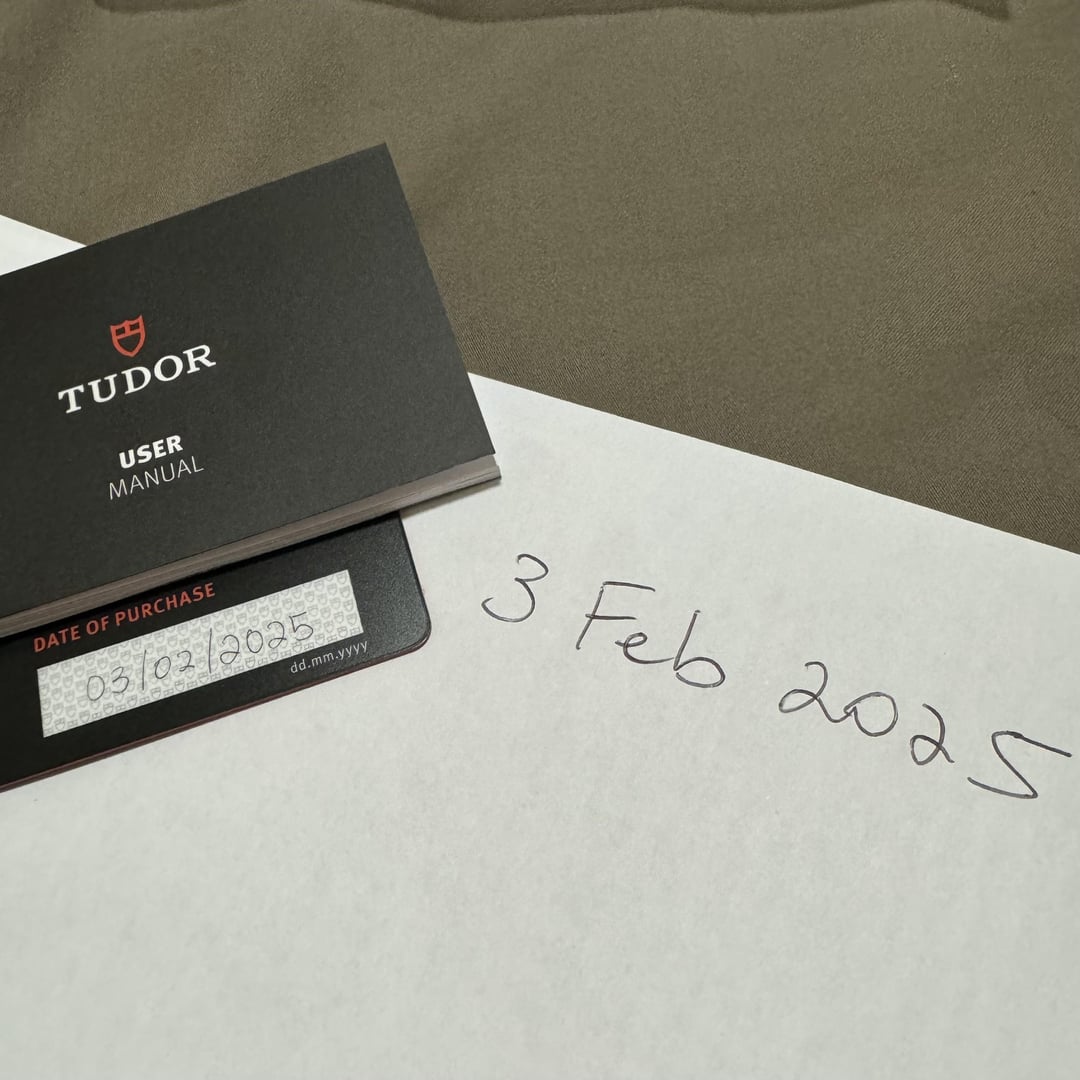 TUDOR
USER
MANUAL
DATE OF PURCHASE
03/02/2025
dd.mm.yyyy
3 Feb 2025